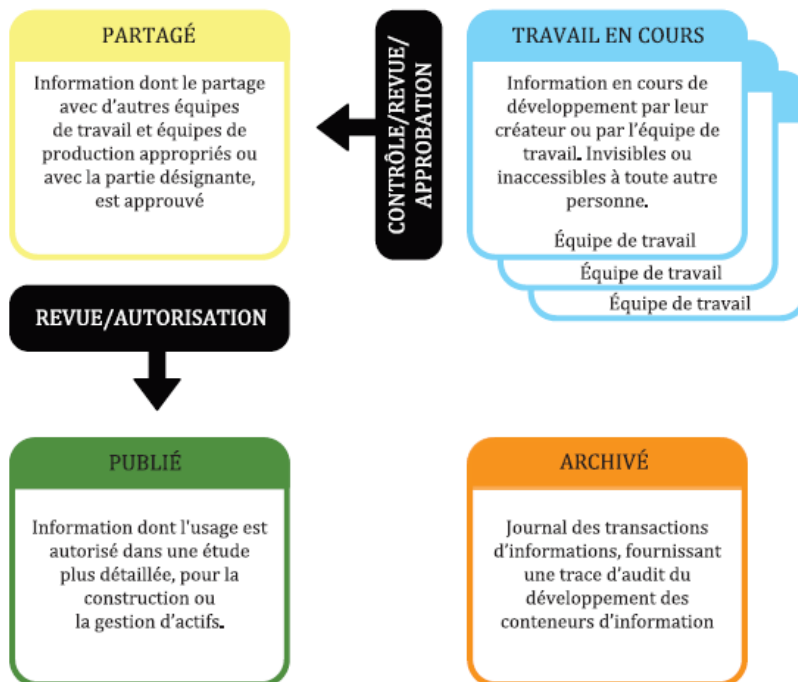 PARTAGÉ
Information dont le partage
avec d'autres équipes
de travail et équipes de
production appropriés ou
avec la partie désignante,
est approuvé
CONTRÔLE/REVUE/
APPROBATION
TRAVAIL EN COURS
Information en cours de
développement par leur
créateur ou par l'équipe de
travail. Invisibles ou
inaccessibles à toute autre
personne.
Équipe de travail
Équipe de travail
Équipe de travail
REVUE/AUTORISATION
PUBLIÉ
Information dont l'usage est
autorisé dans une étude
plus détaillée, pour la
construction ou
la gestion d'actifs.
ARCHIVÉ
Journal des transactions
d'informations, fournissant
une trace d'audit du
développement des
conteneurs d'information